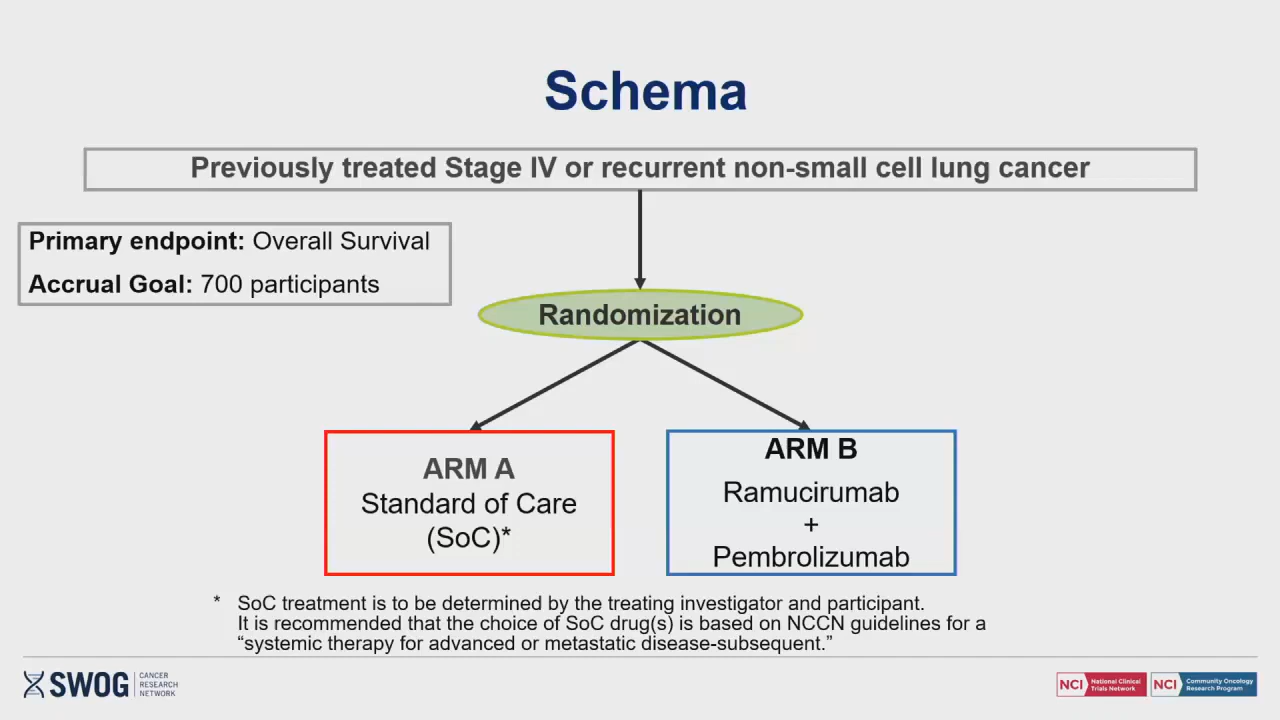 Schema
Previously treated Stage IV or recurrent non-small cell lung cancer
Primary endpoint: Overall Survival
Accrual Goal: 700 participants
Randomization
ARM A
Standard of Care
(SoC)*
ARM B
Ramucirumab
+
Pembrolizumab
* SoC treatment is to be determined by the treating investigator and participant.
It is recommended that the choice of SoC drug(s) is based on NCCN guidelines for a
“systemic therapy for advanced or metastatic disease-subsequent.”
SWOG
CANCER
RESEARCH
NETWORK
NCI
National Clinical
Trials Network
NCI
Community Oncology
Research Program